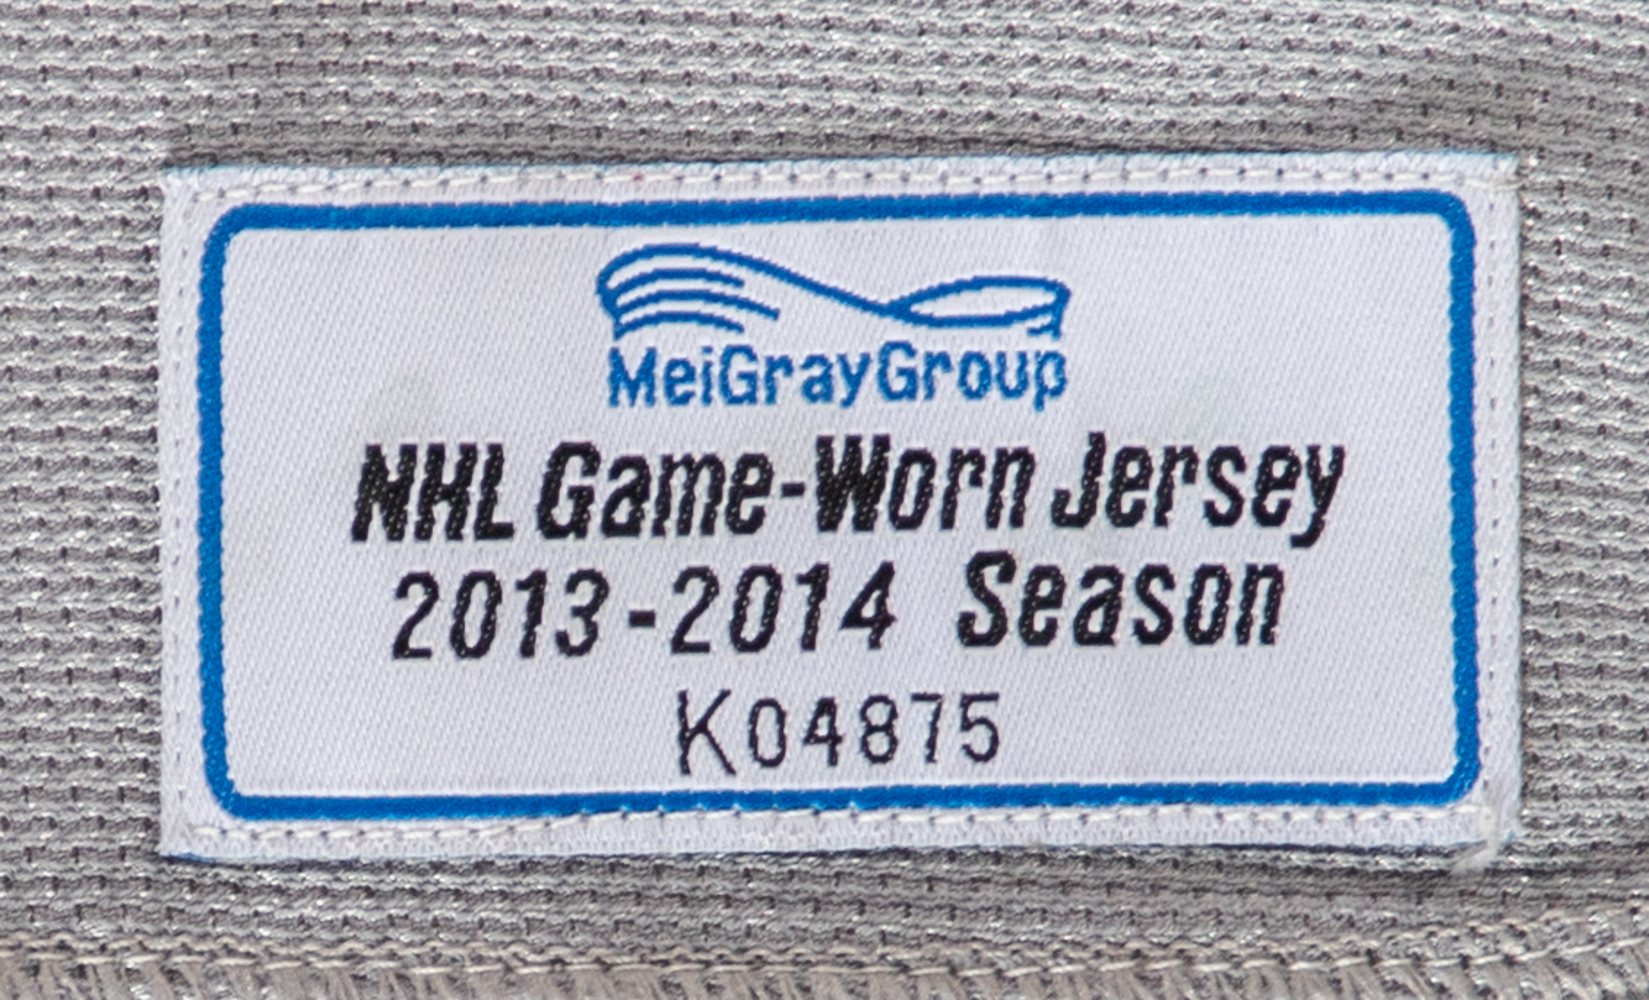 MeiGrayGroup
NHL Game-Worn Jersey
2013-2014 Season
K04875